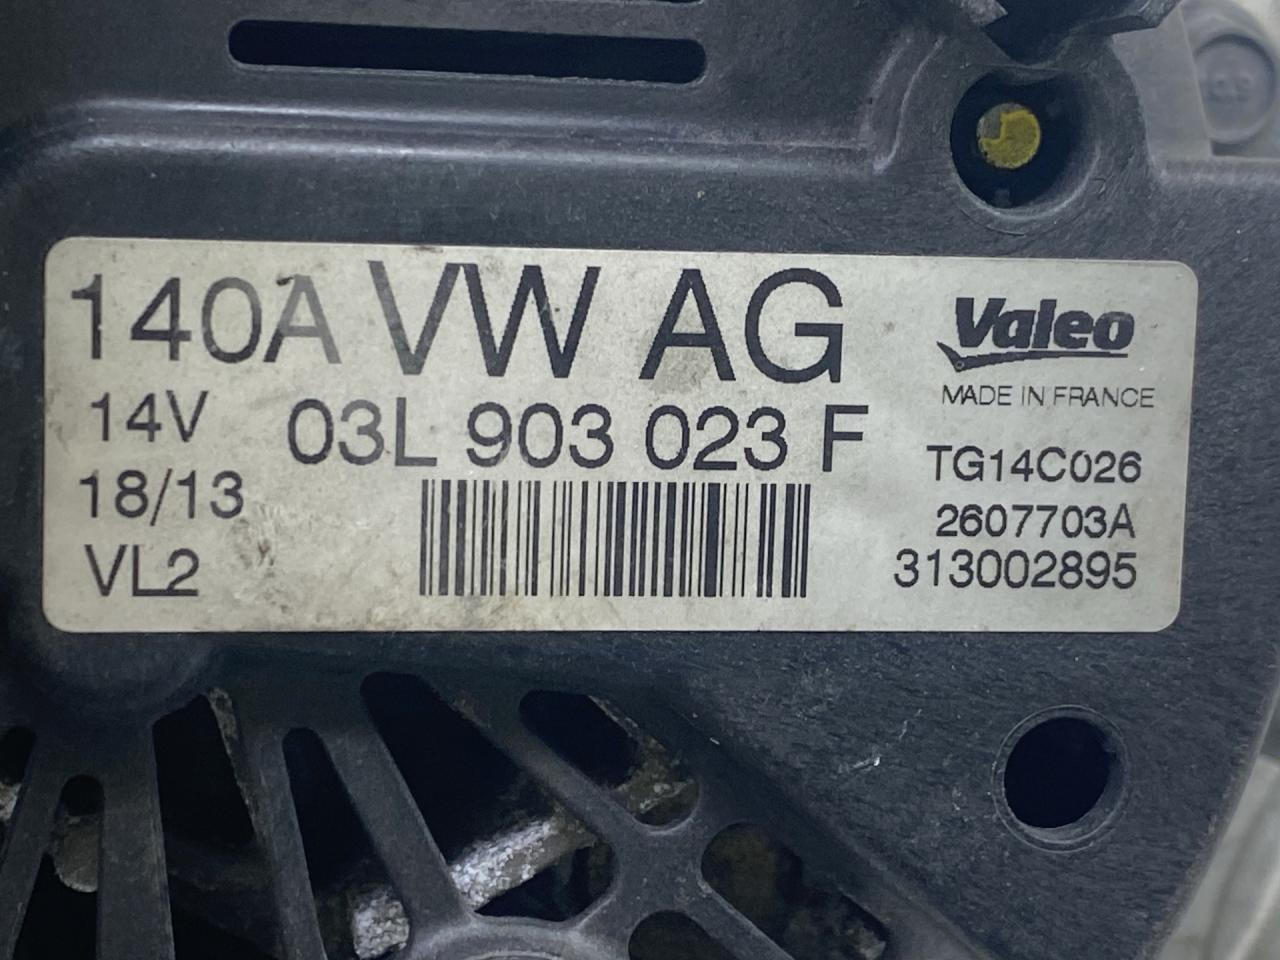 140A VW AG
14V 03L 903 023 F
18/13
VL2
Valeo
MADE IN FRANCE
TG14C026
2607703A
313002895